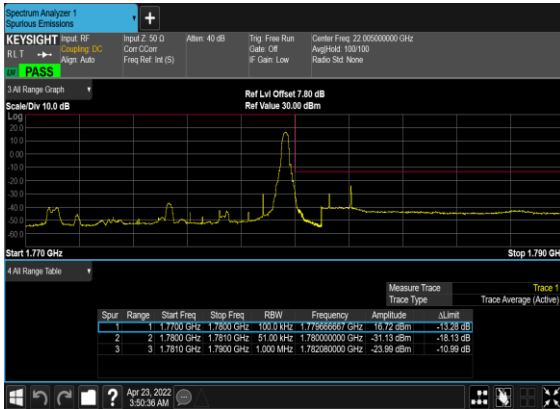 Spectrum Analyzer 1
Spurious Emissions
KEYSIGHT Input: RF Input Z: 50 Ω Atten: 40 dB Trig: Free Run Center Freq: 22.005000000 GHz
RLT Coupling: DC Corr CCorr Gate: Off Avg|Hold: 100/100
Align: Auto Freq Ref: Int (S) IF Gain: Low Radio Std: None
PASS
3 All Range Graph
Ref Lvl Offset 7.80 dB
Scale/Div 10.0 dB Ref Value 30.00 dBm
Log
20.0
10.0
0.00
-10.0
-20.0
-30.0
-40.0
-50.0
-60.0
Start 1.770 GHz Stop 1.790 GH
4 All Range Table
Measure Trace Trace 1
Trace Type Trace Average (Active)
Spur Range Start Freq Stop Freq RBW Frequency Amplitude ΔLimit
1 1 1.7700 GHz 1.7800 GHz 100.0 kHz 1.779666667 GHz 16.72 dBm -13.28 dB
2 2 1.7800 GHz 1.7810 GHz 51.00 kHz 1.780000000 GHz -31.13 dBm -18.13 dB
3 3 1.7810 GHz 1.7900 GHz 1.000 MHz 1.782080000 GHz -23.99 dBm -10.99 dB
Apr 23, 2022
3:50:36 AM